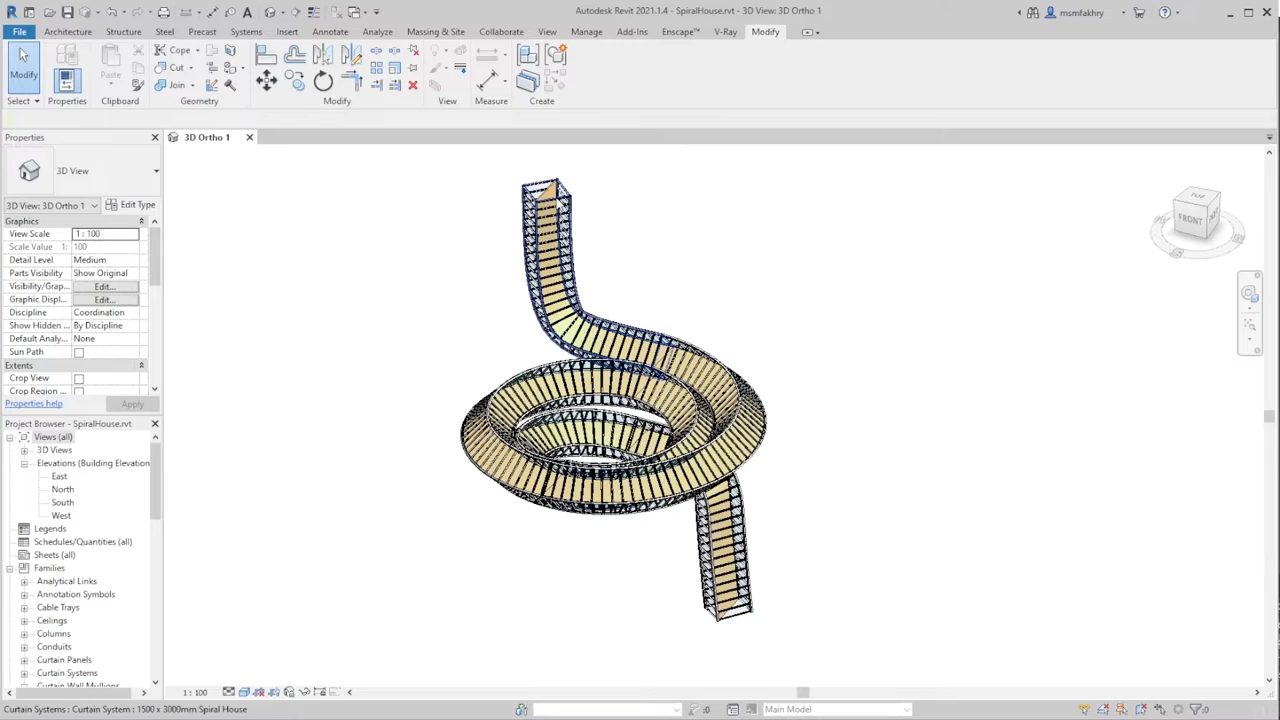 Autodesk Revit 2021.1.4 - SpiralHouse.rvt - 3D View: 3D Ortho 1
msmfakhry
File Architecture Structure Steel Precast Systems Insert Annotate Analyze Massing & Site Collaborate View Manage Add-Ins Enscape™ V-Ray Modify
Modify
Paste
Cope
Cut
Join
Select Properties Clipboard Geometry Modify View Measure Create
Properties
3D Ortho 1
3D View
3D View: 3D Ortho 1 Edit Type
Graphics
View Scale 1 : 100
Scale Value 1: 100
Detail Level Medium
Parts Visibility Show Original
Visibility/Grap... Edit...
Graphic Displ... Edit...
Discipline Coordination
Show Hidden ... By Discipline
Default Analy... None
Sun Path
Extents
Crop View
Crop Region
Properties help Apply
Project Browser - SpiralHouse.rvt
Views (all)
3D Views
Elevations (Building Elevation
East
North
South
West
Legends
Schedules/Quantities (all)
Sheets (all)
Families
Analytical Links
Annotation Symbols
Cable Trays
Ceilings
Columns
Conduits
Curtain Panels
Curtain Systems
Curtain Wall Mullions
TOP
FRONT
1 : 100
Curtain Systems : Curtain System : 1500 x 3000mm Spiral House
:0
Main Model
:0